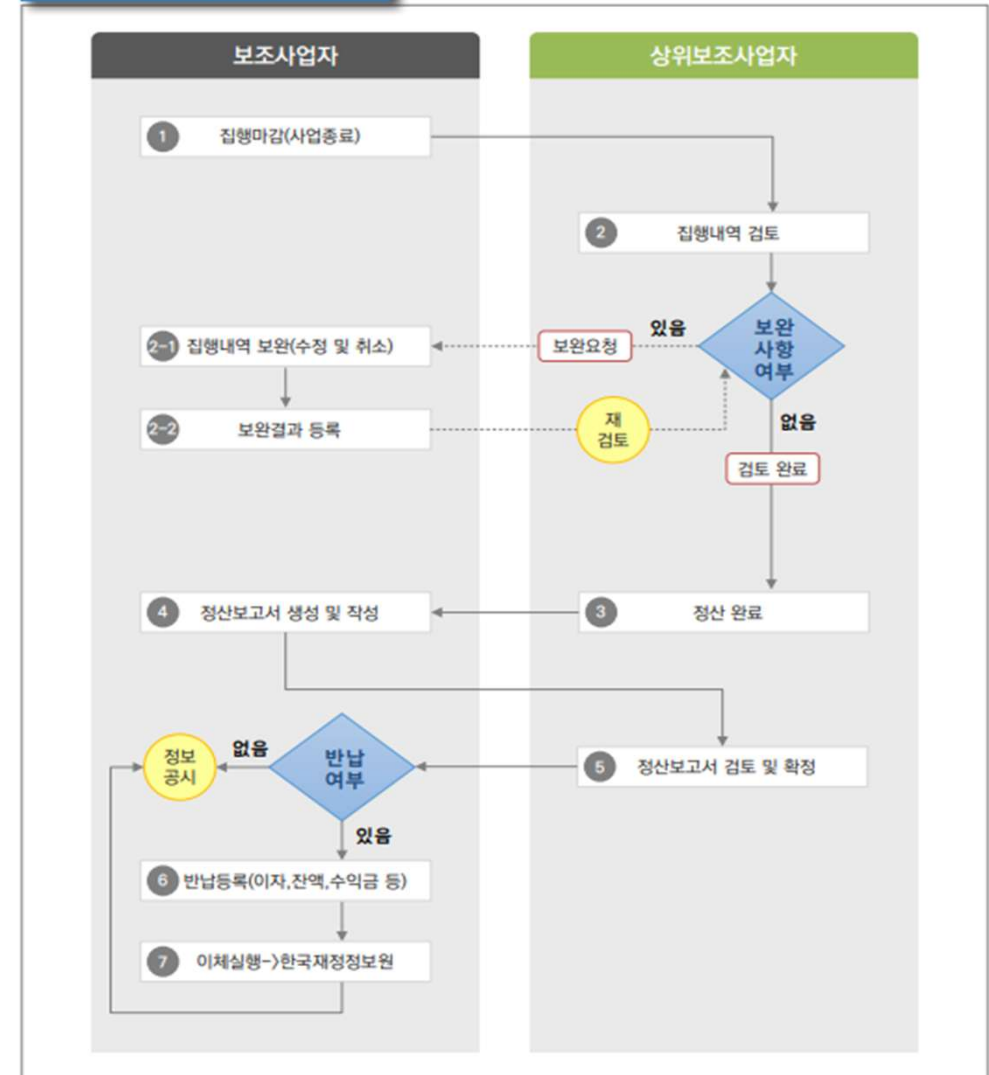 보조사업자
상위보조사업자
1 집행마감(사업종료)
2 집행내역 검토
보완
사항
여부
있음
보완요청
2-1 집행내역 보완(수정 및 취소)
2-2 보완결과 등록
재
검토
없음
검토 완료
3 정산 완료
4 정산보고서 생성 및 작성
5 정산보고서 검토 및 확정
반납
여부
없음
정보
공시
있음
6 반납등록(이자,잔액,수익금 등)
7 이체실행->한국재정정보원